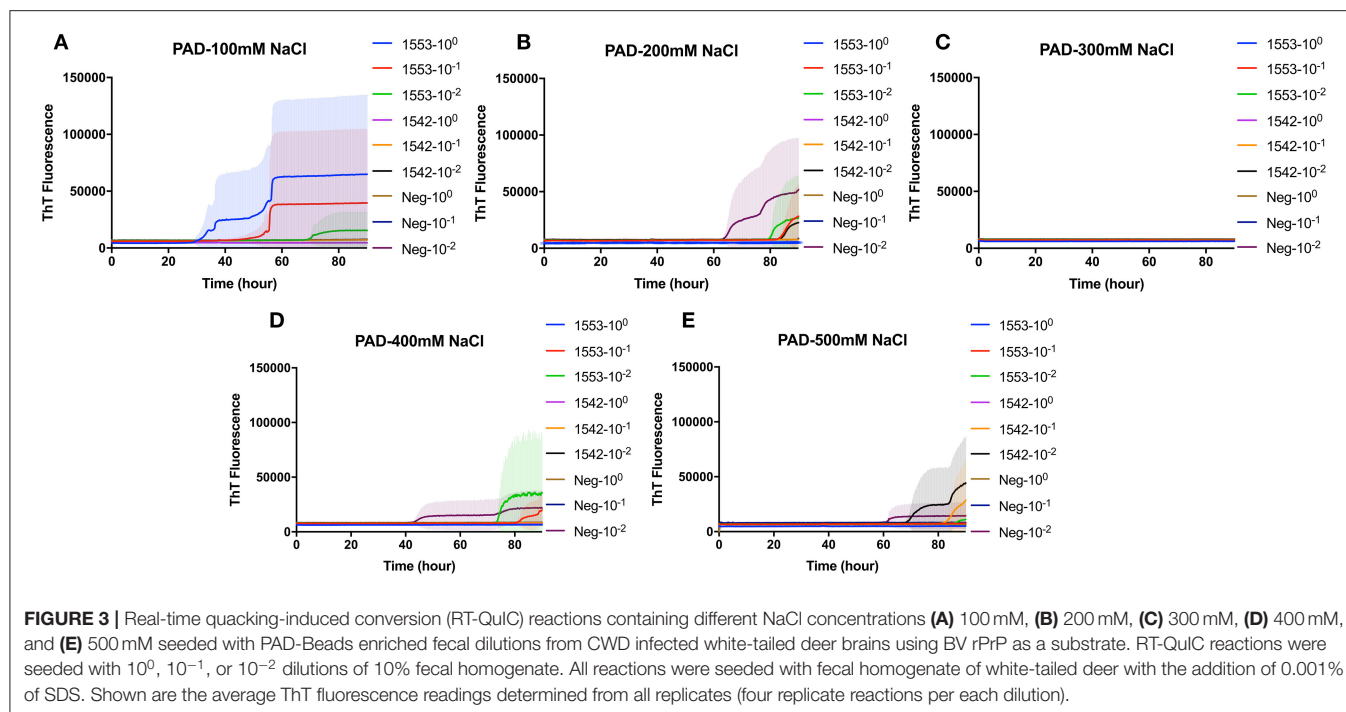 A
PAD-100mM NaCl
150000
100000
50000
0
ThT Fluorescence
0 20 40 60 80
Time (hour)
1553-10⁰
1553-10⁻¹
1553-10⁻²
1542-10⁰
1542-10⁻¹
1542-10⁻²
Neg-10⁰
Neg-10⁻¹
Neg-10⁻²
B
PAD-200mM NaCl
150000
100000
50000
0
ThT Fluorescence
0 20 40 60 80
Time (hour)
1553-10⁰
1553-10⁻¹
1553-10⁻²
1542-10⁰
1542-10⁻¹
1542-10⁻²
Neg-10⁰
Neg-10⁻¹
Neg-10⁻²
C
PAD-300mM NaCl
150000
100000
50000
0
ThT Fluorescence
0 20 40 60 80
Time (hour)
1553-10⁰
1553-10⁻¹
1553-10⁻²
1542-10⁰
1542-10⁻¹
1542-10⁻²
Neg-10⁰
Neg-10⁻¹
Neg-10⁻²
D
PAD-400mM NaCl
150000
100000
50000
0
ThT Fluorescence
0 20 40 60 80
Time (hour)
1553-10⁰
1553-10⁻¹
1553-10⁻²
1542-10⁰
1542-10⁻¹
1542-10⁻²
Neg-10⁰
Neg-10⁻¹
Neg-10⁻²
E
PAD-500mM NaCl
150000
100000
50000
0
ThT Fluorescence
0 20 40 60 80
Time (hour)
1553-10⁰
1553-10⁻¹
1553-10⁻²
1542-10⁰
1542-10⁻¹
1542-10⁻²
Neg-10⁰
Neg-10⁻¹
Neg-10⁻²
FIGURE 3 | Real-time quacking-induced conversion (RT-QuIC) reactions containing different NaCl concentrations (A) 100 mM, (B) 200 mM, (C) 300 mM, (D) 400 mM,
and (E) 500 mM seeded with PAD-Beads enriched fecal dilutions from CWD infected white-tailed deer brains using BV rPrP as a substrate. RT-QuIC reactions were
seeded with 10⁰, 10⁻¹, or 10⁻² dilutions of 10% fecal homogenate. All reactions were seeded with fecal homogenate of white-tailed deer with the addition of 0.001%
of SDS. Shown are the average ThT fluorescence readings determined from all replicates (four replicate reactions per each dilution).